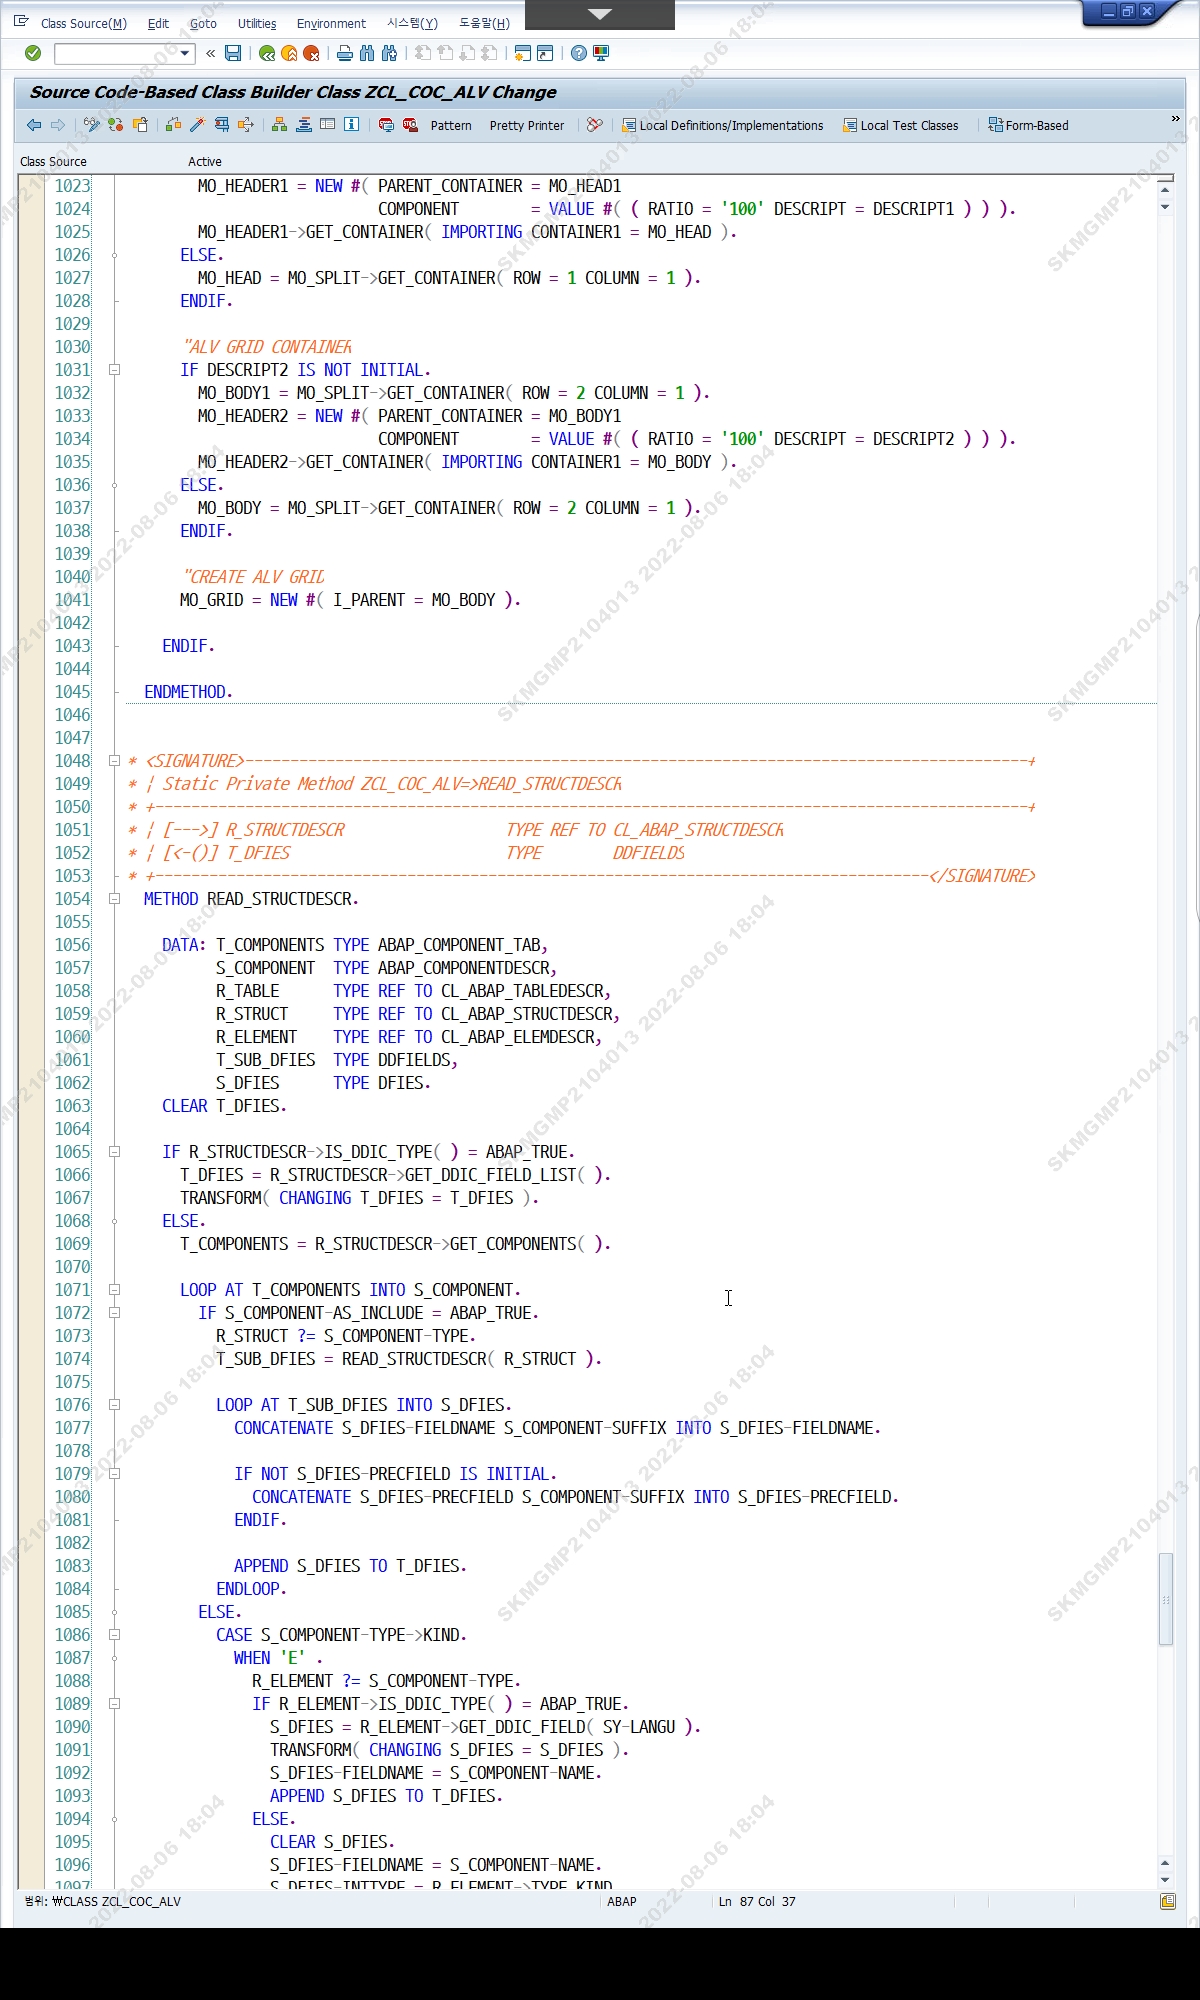 Class Source(M) Edit Goto Utilities Environment 시스템(Y) 도움말(H)
Source Code-Based Class Builder Class ZCL_COC_ALV Change
Pattern Pretty Printer Local Definitions/Implementations Local Test Classes Form-Based
Class Source Active
1023 MO_HEADER1 = NEW #( PARENT_CONTAINER = MO_HEAD1
1024 COMPONENT = VALUE #( ( RATIO = '100' DESCRIPT = DESCRIPT1 ) ) ).
1025 MO_HEADER1->GET_CONTAINER( IMPORTING CONTAINER1 = MO_HEAD ).
1026 ELSE.
1027 MO_HEAD = MO_SPLIT->GET_CONTAINER( ROW = 1 COLUMN = 1 ).
1028 ENDIF.
1029
1030 "ALV GRID CONTAINER
1031 IF DESCRIPT2 IS NOT INITIAL.
1032 MO_BODY1 = MO_SPLIT->GET_CONTAINER( ROW = 2 COLUMN = 1 ).
1033 MO_HEADER2 = NEW #( PARENT_CONTAINER = MO_BODY1
1034 COMPONENT = VALUE #( ( RATIO = '100' DESCRIPT = DESCRIPT2 ) ) ).
1035 MO_HEADER2->GET_CONTAINER( IMPORTING CONTAINER1 = MO_BODY ).
1036 ELSE.
1037 MO_BODY = MO_SPLIT->GET_CONTAINER( ROW = 2 COLUMN = 1 ).
1038 ENDIF.
1039
1040 "CREATE ALV GRID
1041 MO_GRID = NEW #( I_PARENT = MO_BODY ).
1042
1043 ENDIF.
1044
1045 ENDMETHOD.
1046
1047
1048 * <SIGNATURE>---------------------------------------------------------------------------------------+
1049 * | Static Private Method ZCL_COC_ALV=>READ_STRUCTDESCR
1050 * +-------------------------------------------------------------------------------------------------+
1051 * | [--->] R_STRUCTDESCR TYPE REF TO CL_ABAP_STRUCTDESCR
1052 * | [<-()] T_DFIES TYPE DDFIELDS
1053 * +--------------------------------------------------------------------------------------</SIGNATURE>
1054 METHOD READ_STRUCTDESCR.
1055
1056 DATA: T_COMPONENTS TYPE ABAP_COMPONENT_TAB,
1057 S_COMPONENT TYPE ABAP_COMPONENTDESCR,
1058 R_TABLE TYPE REF TO CL_ABAP_TABLEDESCR,
1059 R_STRUCT TYPE REF TO CL_ABAP_STRUCTDESCR,
1060 R_ELEMENT TYPE REF TO CL_ABAP_ELEMDESCR,
1061 T_SUB_DFIES TYPE DDFIELDS,
1062 S_DFIES TYPE DFIES.
1063 CLEAR T_DFIES.
1064
1065 IF R_STRUCTDESCR->IS_DDIC_TYPE( ) = ABAP_TRUE.
1066 T_DFIES = R_STRUCTDESCR->GET_DDIC_FIELD_LIST( ).
1067 TRANSFORM( CHANGING T_DFIES = T_DFIES ).
1068 ELSE.
1069 T_COMPONENTS = R_STRUCTDESCR->GET_COMPONENTS( ).
1070
1071 LOOP AT T_COMPONENTS INTO S_COMPONENT.
1072 IF S_COMPONENT-AS_INCLUDE = ABAP_TRUE.
1073 R_STRUCT ?= S_COMPONENT-TYPE.
1074 T_SUB_DFIES = READ_STRUCTDESCR( R_STRUCT ).
1075
1076 LOOP AT T_SUB_DFIES INTO S_DFIES.
1077 CONCATENATE S_DFIES-FIELDNAME S_COMPONENT-SUFFIX INTO S_DFIES-FIELDNAME.
1078
1079 IF NOT S_DFIES-PRECFIELD IS INITIAL.
1080 CONCATENATE S_DFIES-PRECFIELD S_COMPONENT-SUFFIX INTO S_DFIES-PRECFIELD.
1081 ENDIF.
1082
1083 APPEND S_DFIES TO T_DFIES.
1084 ENDLOOP.
1085 ELSE.
1086 CASE S_COMPONENT-TYPE->KIND.
1087 WHEN 'E' .
1088 R_ELEMENT ?= S_COMPONENT-TYPE.
1089 IF R_ELEMENT->IS_DDIC_TYPE( ) = ABAP_TRUE.
1090 S_DFIES = R_ELEMENT->GET_DDIC_FIELD( SY-LANGU ).
1091 TRANSFORM( CHANGING S_DFIES = S_DFIES ).
1092 S_DFIES-FIELDNAME = S_COMPONENT-NAME.
1093 APPEND S_DFIES TO T_DFIES.
1094 ELSE.
1095 CLEAR S_DFIES.
1096 S_DFIES-FIELDNAME = S_COMPONENT-NAME.
1097 S_DFIES-INTTYPE = R_ELEMENT->TYPE_KIND
범위: ₩CLASS ZCL_COC_ALV ABAP Ln 87 Col 37
SKMGMP2104013 2022-08-06 18:04